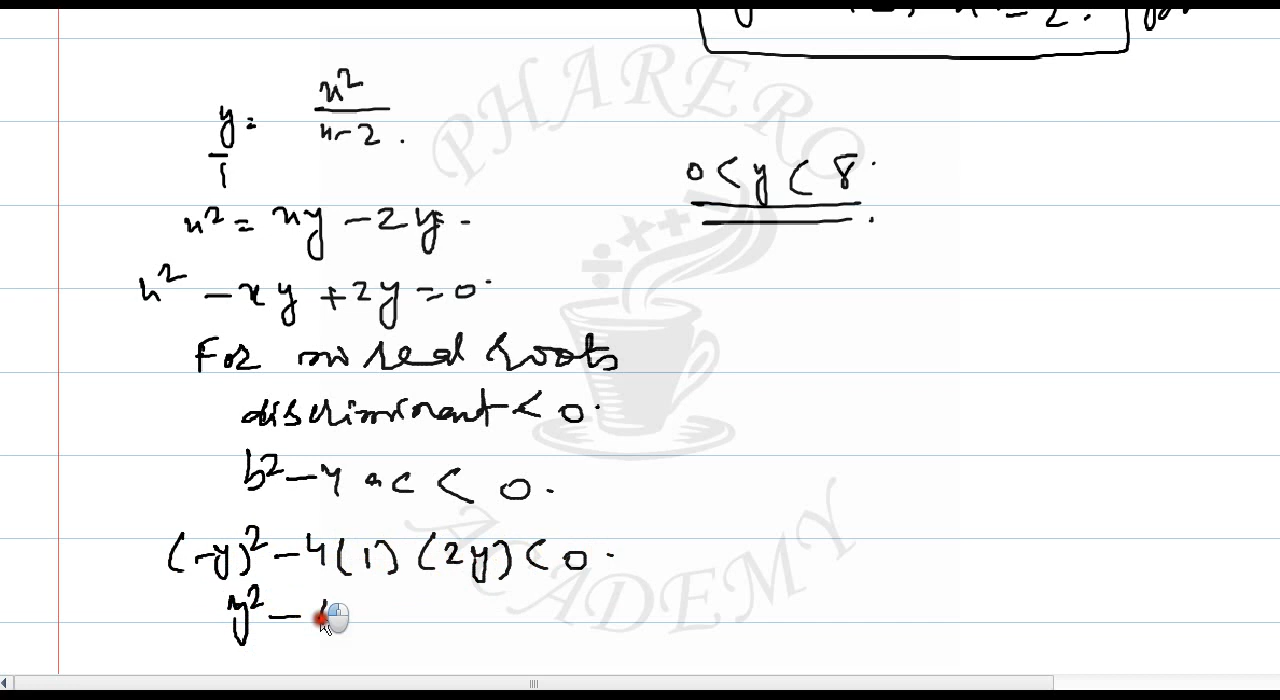 y/1 = x²/x-2 .
0 < y < 8 .
x² = xy - 2y .
x² - xy + 2y = 0 .
For no real roots
discriminant < 0 .
b² - 4ac < 0 .
(-y)² - 4(1)(2y) < 0 .
y² -
PHARERO
ACADEMY